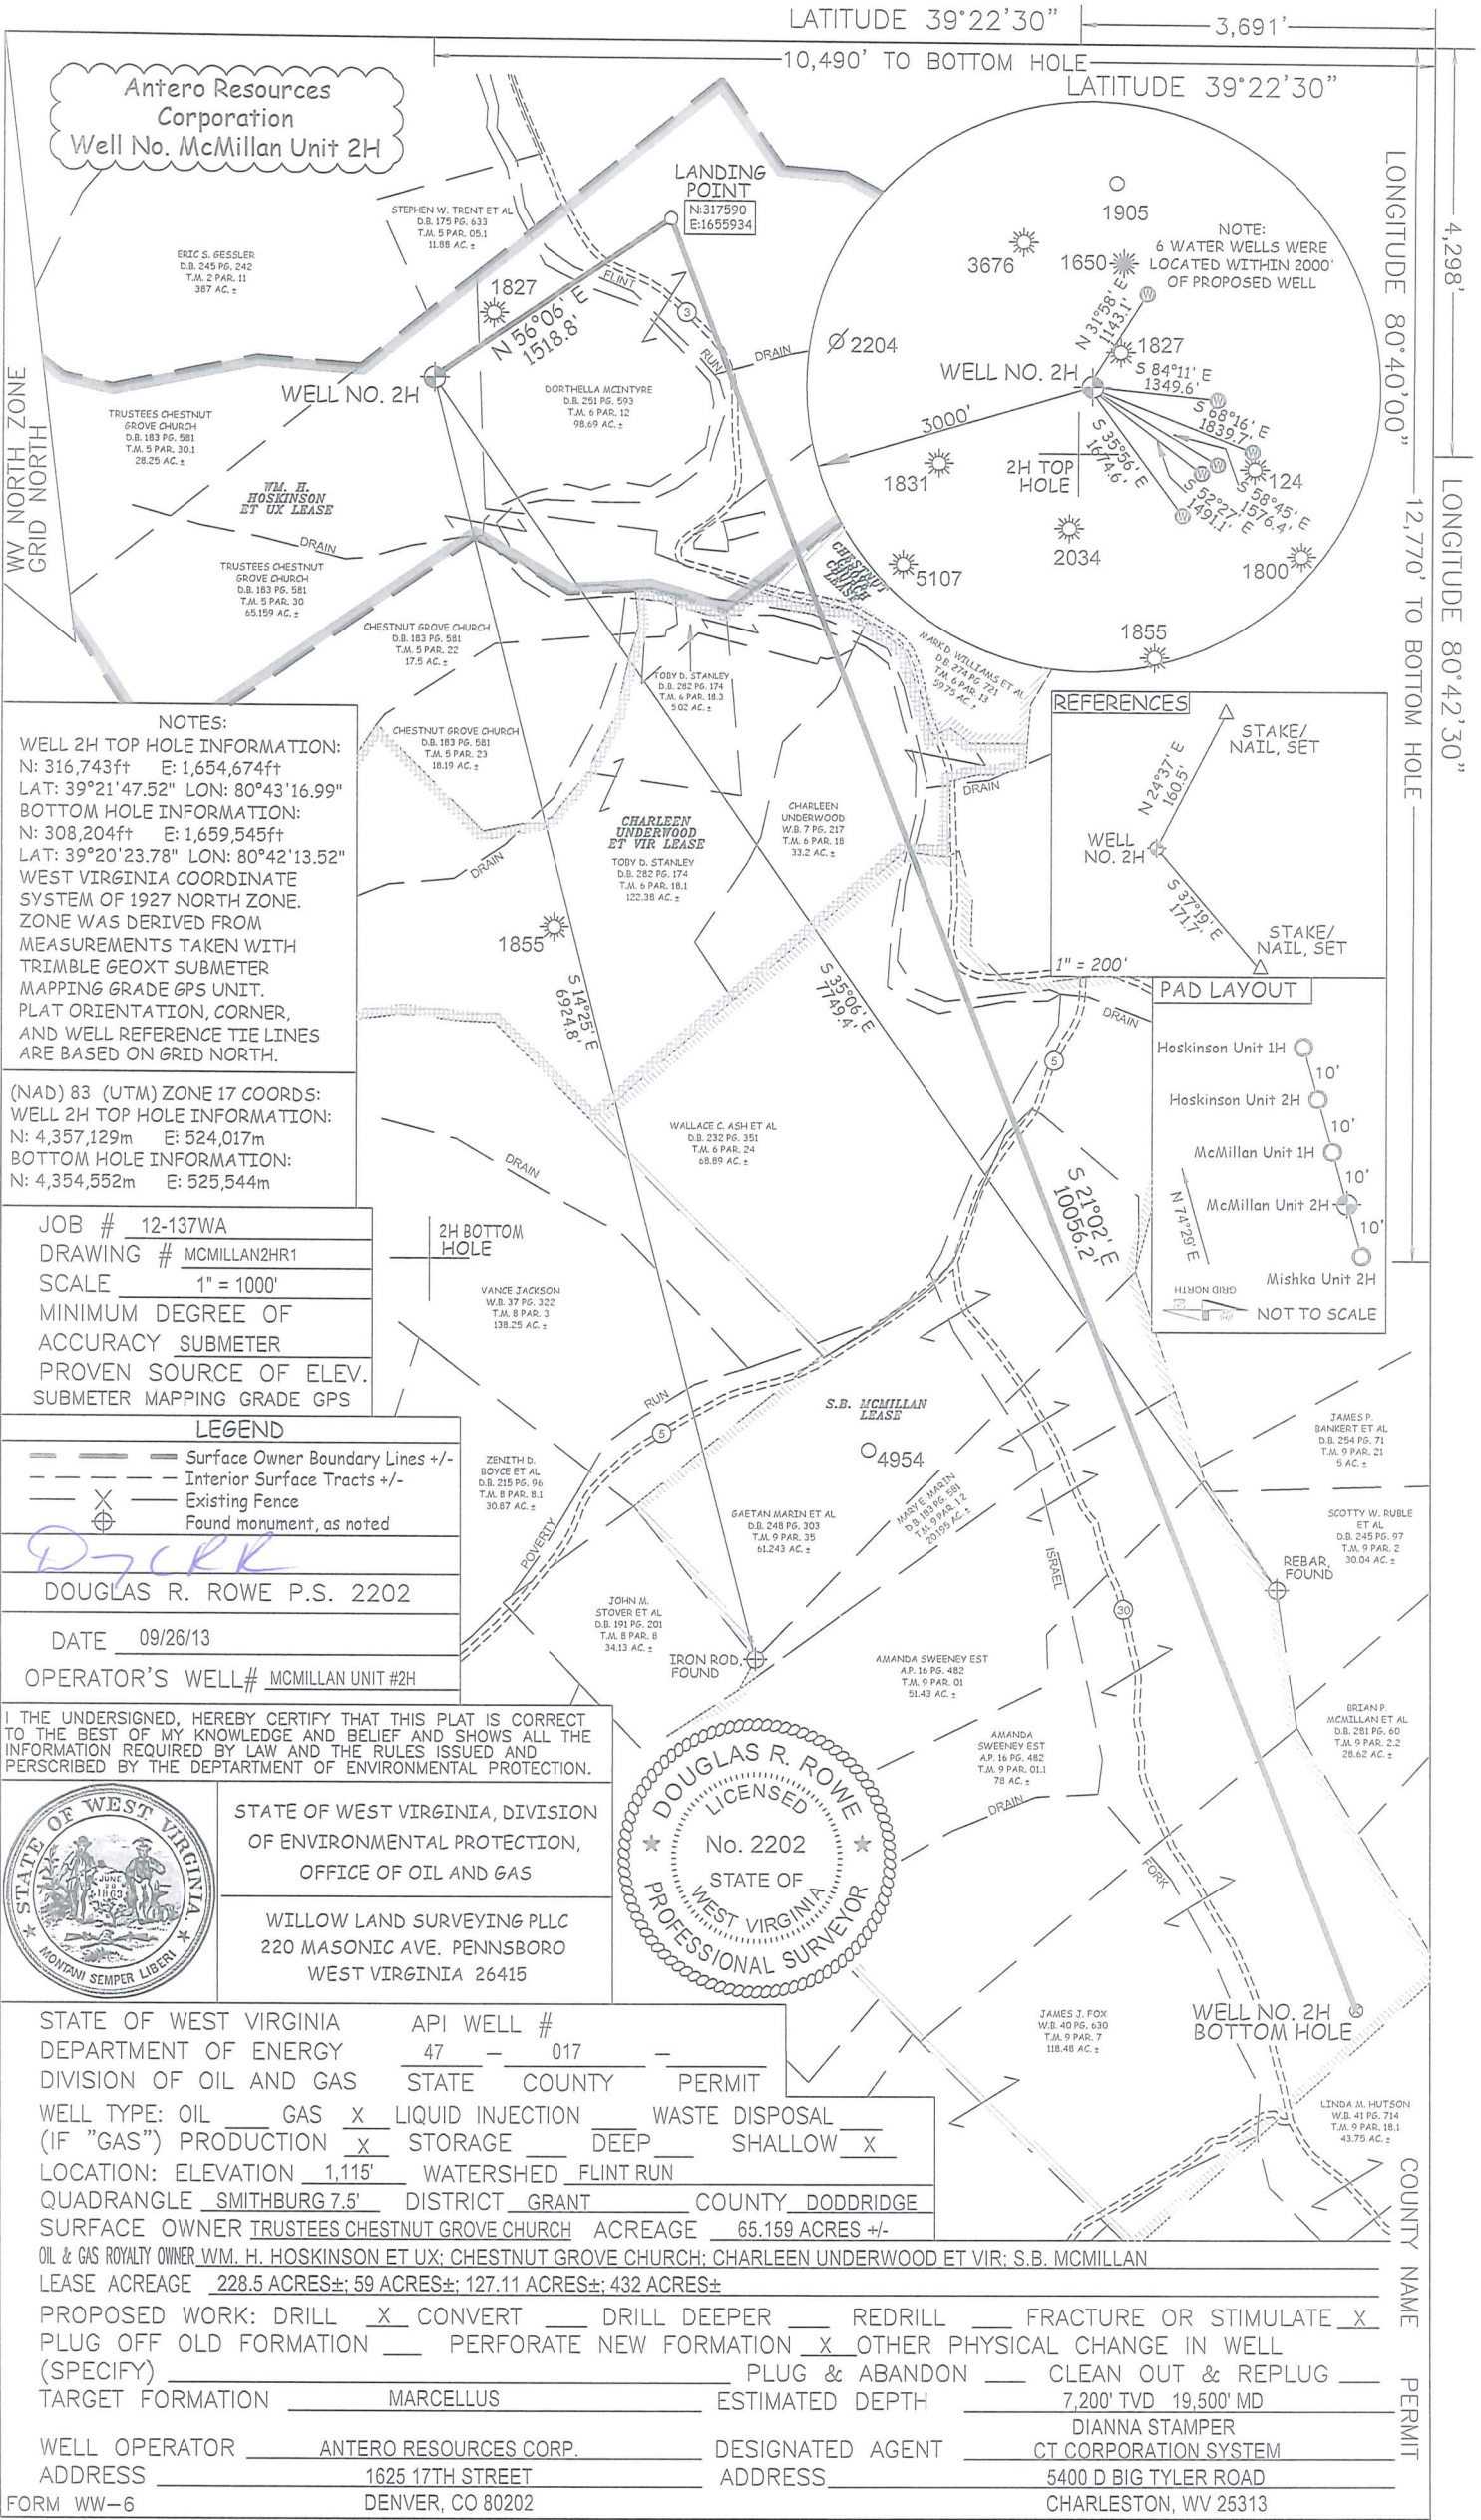 LATITUDE 39°22'30"
3,691'
10,490' TO BOTTOM HOLE
LATITUDE 39°22'30"
Antero Resources
Corporation
Well No. McMillan Unit 2H
LONGITUDE 80°40'00"
12,770' TO BOTTOM HOLE
4,298'
LONGITUDE 80°42'30"
WV NORTH ZONE
GRID NORTH
LANDING
POINT
N:317590
E:1655934
STEPHEN W. TRENT ET AL
D.B. 175 PG. 633
T.M. 5 PAR. 05.1
11.88 AC. ±
ERIC S. GESSLER
D.B. 245 PG. 242
T.M. 2 PAR. 11
387 AC. ±
1827
N 56°06' E
1518.8'
FLINT
RUN
3
DRAIN
WELL NO. 2H
DORTHELLA MCINTYRE
D.B. 251 PG. 593
T.M. 6 PAR. 12
98.69 AC. ±
TRUSTEES CHESTNUT
GROVE CHURCH
D.B. 183 PG. 581
T.M. 5 PAR. 30.1
28.25 AC. ±
WM. H.
HOSKINSON
ET UX LEASE
DRAIN
TRUSTEES CHESTNUT
GROVE CHURCH
D.B. 183 PG. 581
T.M. 5 PAR. 30
65.159 AC. ±
1905
3676
1650
NOTE:
6 WATER WELLS WERE
LOCATED WITHIN 2000'
OF PROPOSED WELL
N 31°58' E
1143.1'
2204
1827
S 84°11' E
1349.6'
WELL NO. 2H
S 68°16' E
1839.7'
3000'
S 35°56' E
1674.6'
1831
2H TOP
HOLE
124
S 58°45' E
1576.4'
S 52°27' E
1491.1'
2034
5107
1800
1855
CHESTNUT
GROVE
CHURCH
LEASE
CHESTNUT GROVE CHURCH
D.B. 183 PG. 581
T.M. 5 PAR. 22
17.5 AC. ±
TOBY D. STANLEY
D.B. 282 PG. 174
T.M. 6 PAR. 18.3
5.02 AC. ±
MARK D. WILLIAMS ET AL
D.B. 274 PG. 721
T.M. 6 PAR. 13
59.75 AC. ±
CHESTNUT GROVE CHURCH
D.B. 183 PG. 581
T.M. 5 PAR. 23
18.19 AC. ±
DRAIN
CHARLEEN
UNDERWOOD
ET VIR LEASE
TOBY D. STANLEY
D.B. 282 PG. 174
T.M. 6 PAR. 18.1
122.38 AC. ±
CHARLEEN
UNDERWOOD
W.B. 7 PG. 217
T.M. 6 PAR. 18
33.2 AC. ±
DRAIN
REFERENCES
STAKE/
NAIL, SET
N 24°37' E
160.5'
WELL
NO. 2H
S 37°19' E
171.7'
STAKE/
NAIL, SET
1" = 200'
PAD LAYOUT
Hoskinson Unit 1H
10'
Hoskinson Unit 2H
10'
McMillan Unit 1H
10'
McMillan Unit 2H
10'
Mishka Unit 2H
N 74°29' E
GRID NORTH
NOT TO SCALE
NOTES:
WELL 2H TOP HOLE INFORMATION:
N: 316,743ft E: 1,654,674ft
LAT: 39°21'47.52" LON: 80°43'16.99"
BOTTOM HOLE INFORMATION:
N: 308,204ft E: 1,659,545ft
LAT: 39°20'23.78" LON: 80°42'13.52"
WEST VIRGINIA COORDINATE
SYSTEM OF 1927 NORTH ZONE.
ZONE WAS DERIVED FROM
MEASUREMENTS TAKEN WITH
TRIMBLE GEOXT SUBMETER
MAPPING GRADE GPS UNIT.
PLAT ORIENTATION, CORNER,
AND WELL REFERENCE TIE LINES
ARE BASED ON GRID NORTH.
(NAD) 83 (UTM) ZONE 17 COORDS:
WELL 2H TOP HOLE INFORMATION:
N: 4,357,129m E: 524,017m
BOTTOM HOLE INFORMATION:
N: 4,354,552m E: 525,544m
1855
S 14°25' E
6924.8'
S 35°06' E
7749.4'
DRAIN
5
WALLACE C. ASH ET AL
D.B. 232 PG. 351
T.M. 6 PAR. 24
68.89 AC. ±
DRAIN
S 21°02' E
10056.2'
2H BOTTOM
HOLE
VANCE JACKSON
W.B. 37 PG. 322
T.M. 8 PAR. 3
138.25 AC. ±
JOB # 12-137WA
DRAWING # MCMILLAN2HR1
SCALE 1" = 1000'
MINIMUM DEGREE OF
ACCURACY SUBMETER
PROVEN SOURCE OF ELEV.
SUBMETER MAPPING GRADE GPS
LEGEND
Surface Owner Boundary Lines +/-
Interior Surface Tracts +/-
X Existing Fence
Found monument, as noted
DOUGLAS R. ROWE P.S. 2202
DATE 09/26/13
OPERATOR'S WELL# MCMILLAN UNIT #2H
RUN
5
POVERTY
S.B. MCMILLAN
LEASE
4954
ZENITH D.
BOYCE ET AL
D.B. 215 PG. 96
T.M. 8 PAR. 8.1
30.87 AC. ±
GAETAN MARIN ET AL
D.B. 248 PG. 303
T.M. 9 PAR. 35
61.243 AC. ±
MARY E. MARIN
D.B. 183 PG. 581
T.M. 9 PAR. 1.2
20.195 AC. ±
JAMES P.
BANKERT ET AL
D.B. 254 PG. 71
T.M. 9 PAR. 21
5 AC. ±
SCOTTY W. RUBLE
ET AL
D.B. 245 PG. 97
T.M. 9 PAR. 2
30.04 AC. ±
REBAR,
FOUND
ISRAEL
30
FORK
JOHN M.
STOVER ET AL
D.B. 191 PG. 201
T.M. 8 PAR. 8
34.13 AC. ±
IRON ROD,
FOUND
AMANDA SWEENEY EST
A.P. 16 PG. 482
T.M. 9 PAR. 01
51.43 AC. ±
AMANDA
SWEENEY EST
A.P. 16 PG. 482
T.M. 9 PAR. 01.1
78 AC. ±
DRAIN
BRIAN P.
MCMILLAN ET AL
D.B. 281 PG. 60
T.M. 9 PAR. 2.2
28.62 AC. ±
I THE UNDERSIGNED, HEREBY CERTIFY THAT THIS PLAT IS CORRECT
TO THE BEST OF MY KNOWLEDGE AND BELIEF AND SHOWS ALL THE
INFORMATION REQUIRED BY LAW AND THE RULES ISSUED AND
PERSCRIBED BY THE DEPTARTMENT OF ENVIRONMENTAL PROTECTION.
STATE OF WEST VIRGINIA
JUNE
20
1863
MONTANI SEMPER LIBERI
STATE OF WEST VIRGINIA, DIVISION
OF ENVIRONMENTAL PROTECTION,
OFFICE OF OIL AND GAS
WILLOW LAND SURVEYING PLLC
220 MASONIC AVE. PENNSBORO
WEST VIRGINIA 26415
DOUGLAS R. ROWE
LICENSED
No. 2202
STATE OF
WEST VIRGINIA
PROFESSIONAL SURVEYOR
JAMES J. FOX
W.B. 40 PG. 630
T.M. 9 PAR. 7
118.48 AC. ±
WELL NO. 2H
BOTTOM HOLE
LINDA M. HUTSON
W.B. 41 PG. 714
T.M. 9 PAR. 18.1
43.75 AC. ±
STATE OF WEST VIRGINIA API WELL #
DEPARTMENT OF ENERGY 47 – 017 –
DIVISION OF OIL AND GAS STATE COUNTY PERMIT
WELL TYPE: OIL GAS X LIQUID INJECTION WASTE DISPOSAL
(IF "GAS") PRODUCTION X STORAGE DEEP SHALLOW X
LOCATION: ELEVATION 1,115' WATERSHED FLINT RUN
QUADRANGLE SMITHBURG 7.5' DISTRICT GRANT COUNTY DODDRIDGE
SURFACE OWNER TRUSTEES CHESTNUT GROVE CHURCH ACREAGE 65.159 ACRES +/-
OIL & GAS ROYALTY OWNER WM. H. HOSKINSON ET UX; CHESTNUT GROVE CHURCH; CHARLEEN UNDERWOOD ET VIR; S.B. MCMILLAN
LEASE ACREAGE 228.5 ACRES±; 59 ACRES±; 127.11 ACRES±; 432 ACRES±
PROPOSED WORK: DRILL X CONVERT DRILL DEEPER REDRILL FRACTURE OR STIMULATE X
PLUG OFF OLD FORMATION PERFORATE NEW FORMATION X OTHER PHYSICAL CHANGE IN WELL
(SPECIFY) PLUG & ABANDON CLEAN OUT & REPLUG
TARGET FORMATION MARCELLUS ESTIMATED DEPTH 7,200' TVD 19,500' MD
DIANNA STAMPER
WELL OPERATOR ANTERO RESOURCES CORP. DESIGNATED AGENT CT CORPORATION SYSTEM
ADDRESS 1625 17TH STREET ADDRESS 5400 D BIG TYLER ROAD
FORM WW-6 DENVER, CO 80202 CHARLESTON, WV 25313
COUNTY NAME
PERMIT